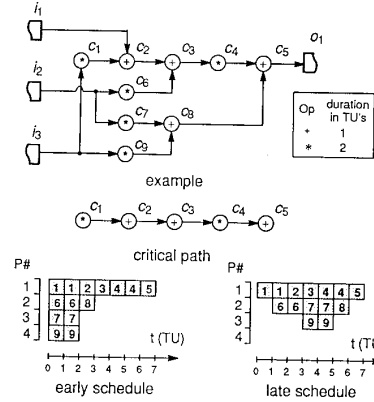 i1
c1 c2 c3 c4 c5 o1
* + + * +
i2
c6
*
c7 c8
* +
i3
c9
*
Op duration in TU's
+ 1
* 2
example
c1 c2 c3 c4 c5
* + + * +
critical path
P#
1 1 1 2 3 4 4 5
2 6 6 8
3 7 7
4 9 9
t (TU)
0 1 2 3 4 5 6 7
early schedule
P#
1 1 1 2 3 4 4 5
2 6 6 7 7 8
3 9 9
4
t (T
0 1 2 3 4 5 6 7
late schedule